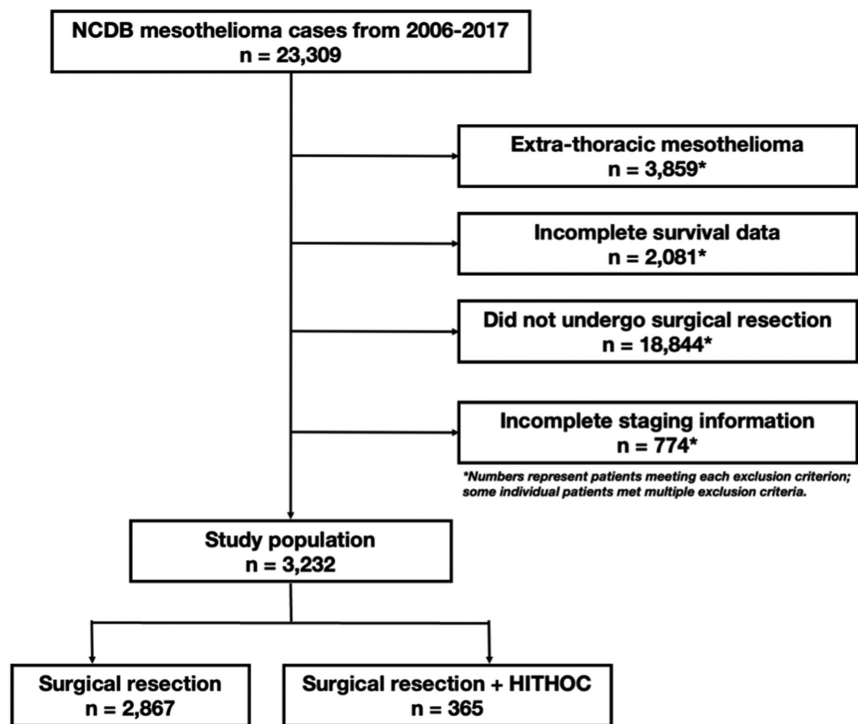 NCDB mesothelioma cases from 2006-2017
n = 23,309
Extra-thoracic mesothelioma
n = 3,859*
Incomplete survival data
n = 2,081*
Did not undergo surgical resection
n = 18,844*
Incomplete staging information
n = 774*
*Numbers represent patients meeting each exclusion criterion;
some individual patients met multiple exclusion criteria.
Study population
n = 3,232
Surgical resection
n = 2,867
Surgical resection + HITHOC
n = 365